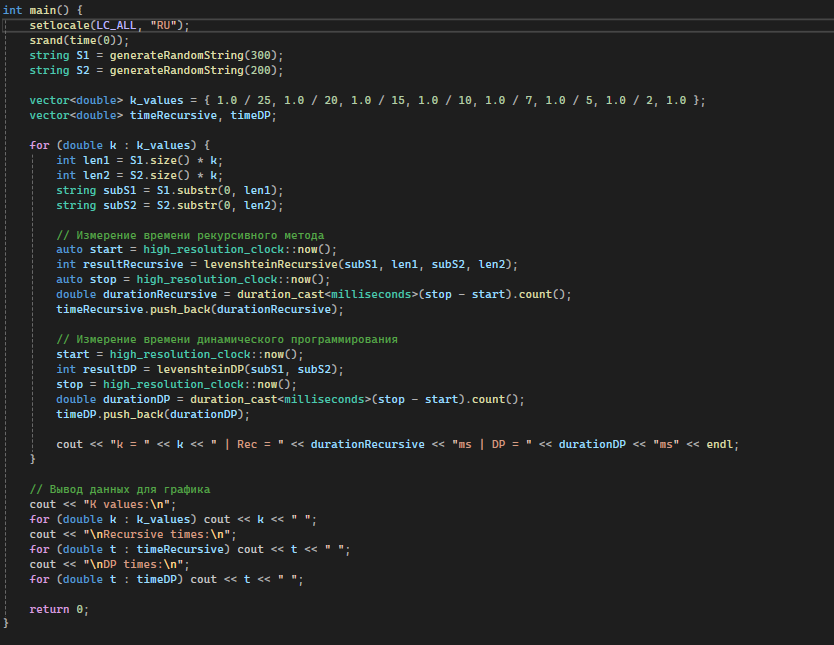 int main() {
    setlocale(LC_ALL, "RU");
    srand(time(0));
    string S1 = generateRandomString(300);
    string S2 = generateRandomString(200);
    vector<double> k_values = { 1.0 / 25, 1.0 / 20, 1.0 / 15, 1.0 / 10, 1.0 / 7, 1.0 / 5, 1.0 / 2, 1.0 };
    vector<double> timeRecursive, timeDP;
    for (double k : k_values) {
        int len1 = S1.size() * k;
        int len2 = S2.size() * k;
        string subS1 = S1.substr(0, len1);
        string subS2 = S2.substr(0, len2);
        // Измерение времени рекурсивного метода
        auto start = high_resolution_clock::now();
        int resultRecursive = levenshteinRecursive(subS1, len1, subS2, len2);
        auto stop = high_resolution_clock::now();
        double durationRecursive = duration_cast<milliseconds>(stop - start).count();
        timeRecursive.push_back(durationRecursive);
        // Измерение времени динамического программирования
        start = high_resolution_clock::now();
        int resultDP = levenshteinDP(subS1, subS2);
        stop = high_resolution_clock::now();
        double durationDP = duration_cast<milliseconds>(stop - start).count();
        timeDP.push_back(durationDP);
        cout << "k = " << k << " | Rec = " << durationRecursive << "ms | DP = " << durationDP << "ms" << endl;
    }
    // Вывод данных для графика
    cout << "K values:\n";
    for (double k : k_values) cout << k << " ";
    cout << "\nRecursive times:\n";
    for (double t : timeRecursive) cout << t << " ";
    cout << "\nDP times:\n";
    for (double t : timeDP) cout << t << " ";
    return 0;
}